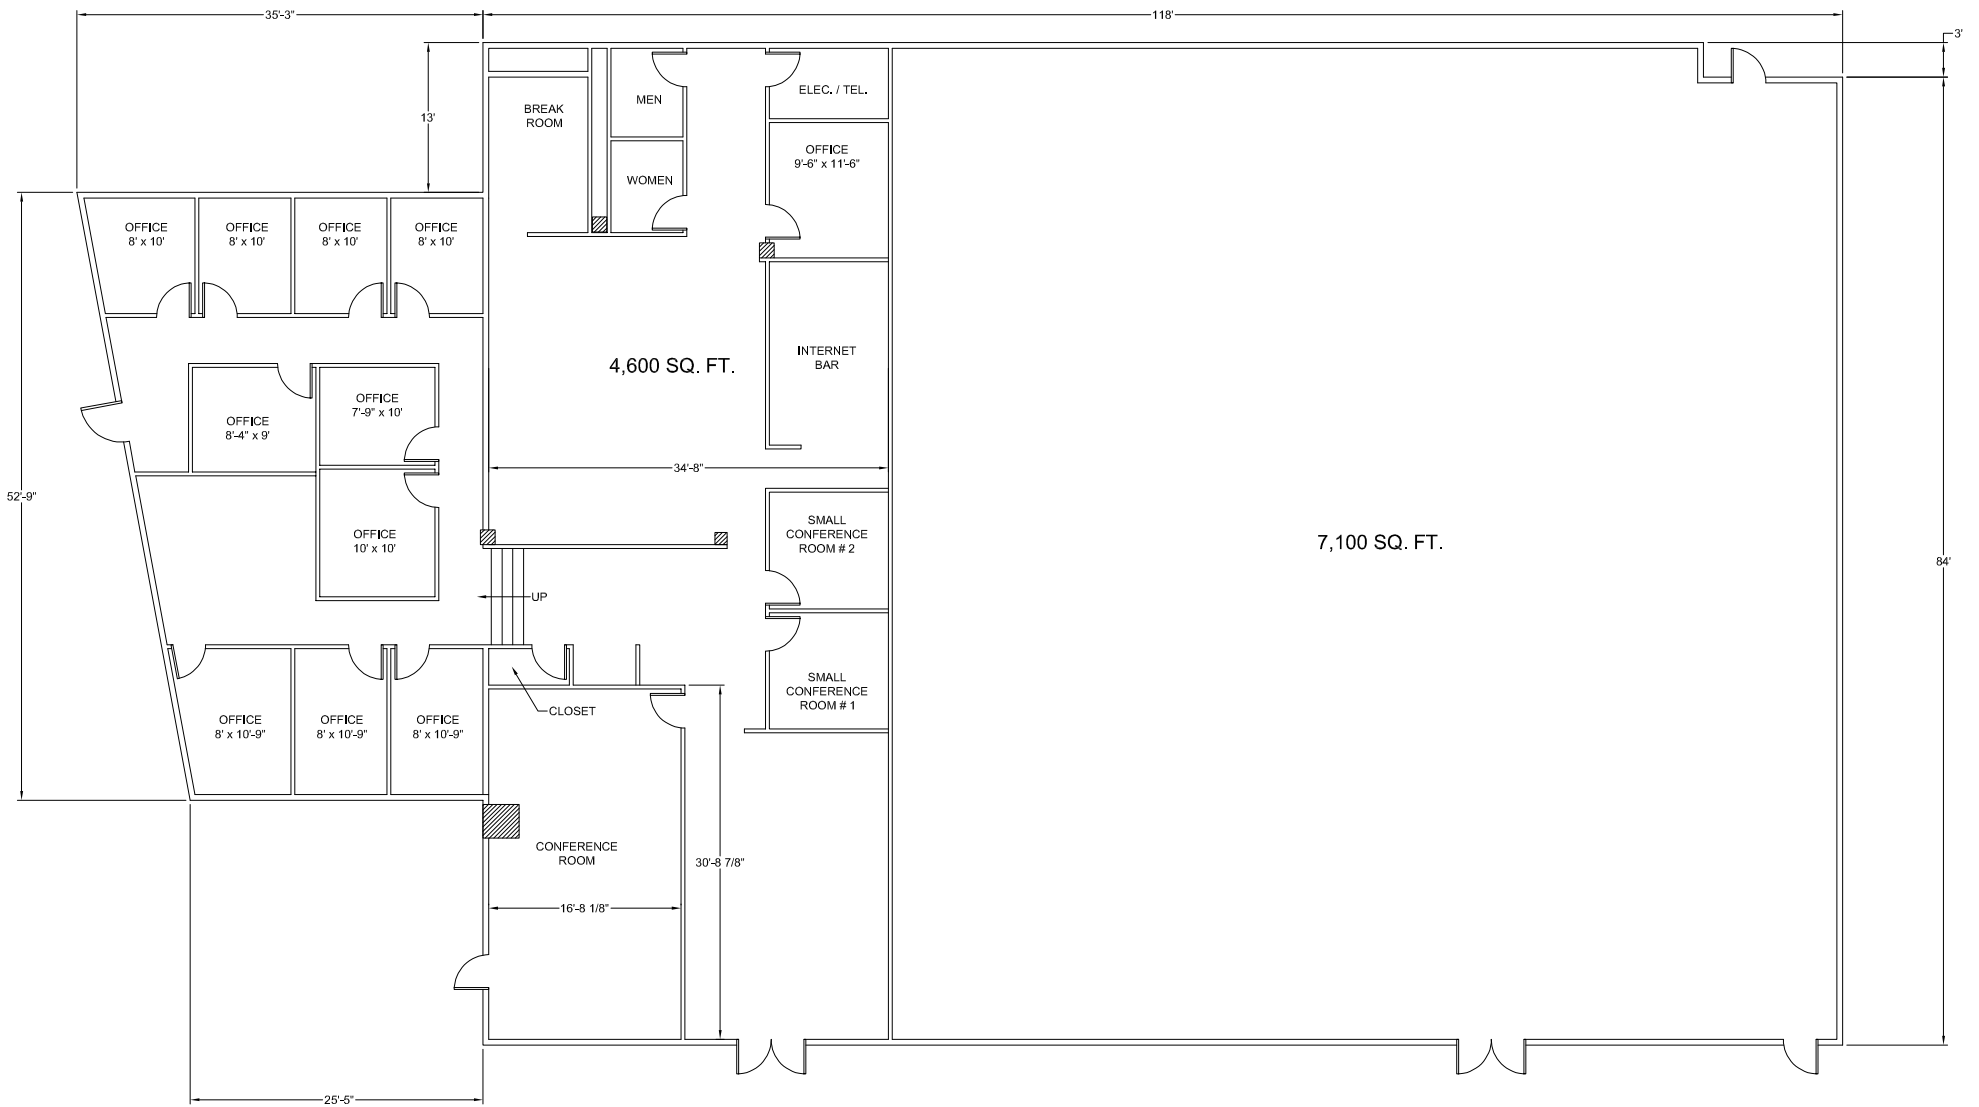 35'-3"
118'
3'
13'
BREAK
ROOM
MEN
ELEC. / TEL.
OFFICE
9'-6" x 11'-6"
WOMEN
OFFICE
8' x 10'
OFFICE
8' x 10'
OFFICE
8' x 10'
OFFICE
8' x 10'
4,600 SQ. FT.
INTERNET
BAR
OFFICE
7'-9" x 10'
OFFICE
8'-4" x 9'
34'-8"
52'-9"
OFFICE
10' x 10'
SMALL
CONFERENCE
ROOM # 2
7,100 SQ. FT.
84'
UP
SMALL
CONFERENCE
ROOM # 1
CLOSET
OFFICE
8' x 10'-9"
OFFICE
8' x 10'-9"
OFFICE
8' x 10'-9"
CONFERENCE
ROOM
30'-8 7/8"
16'-8 1/8"
25'-5"